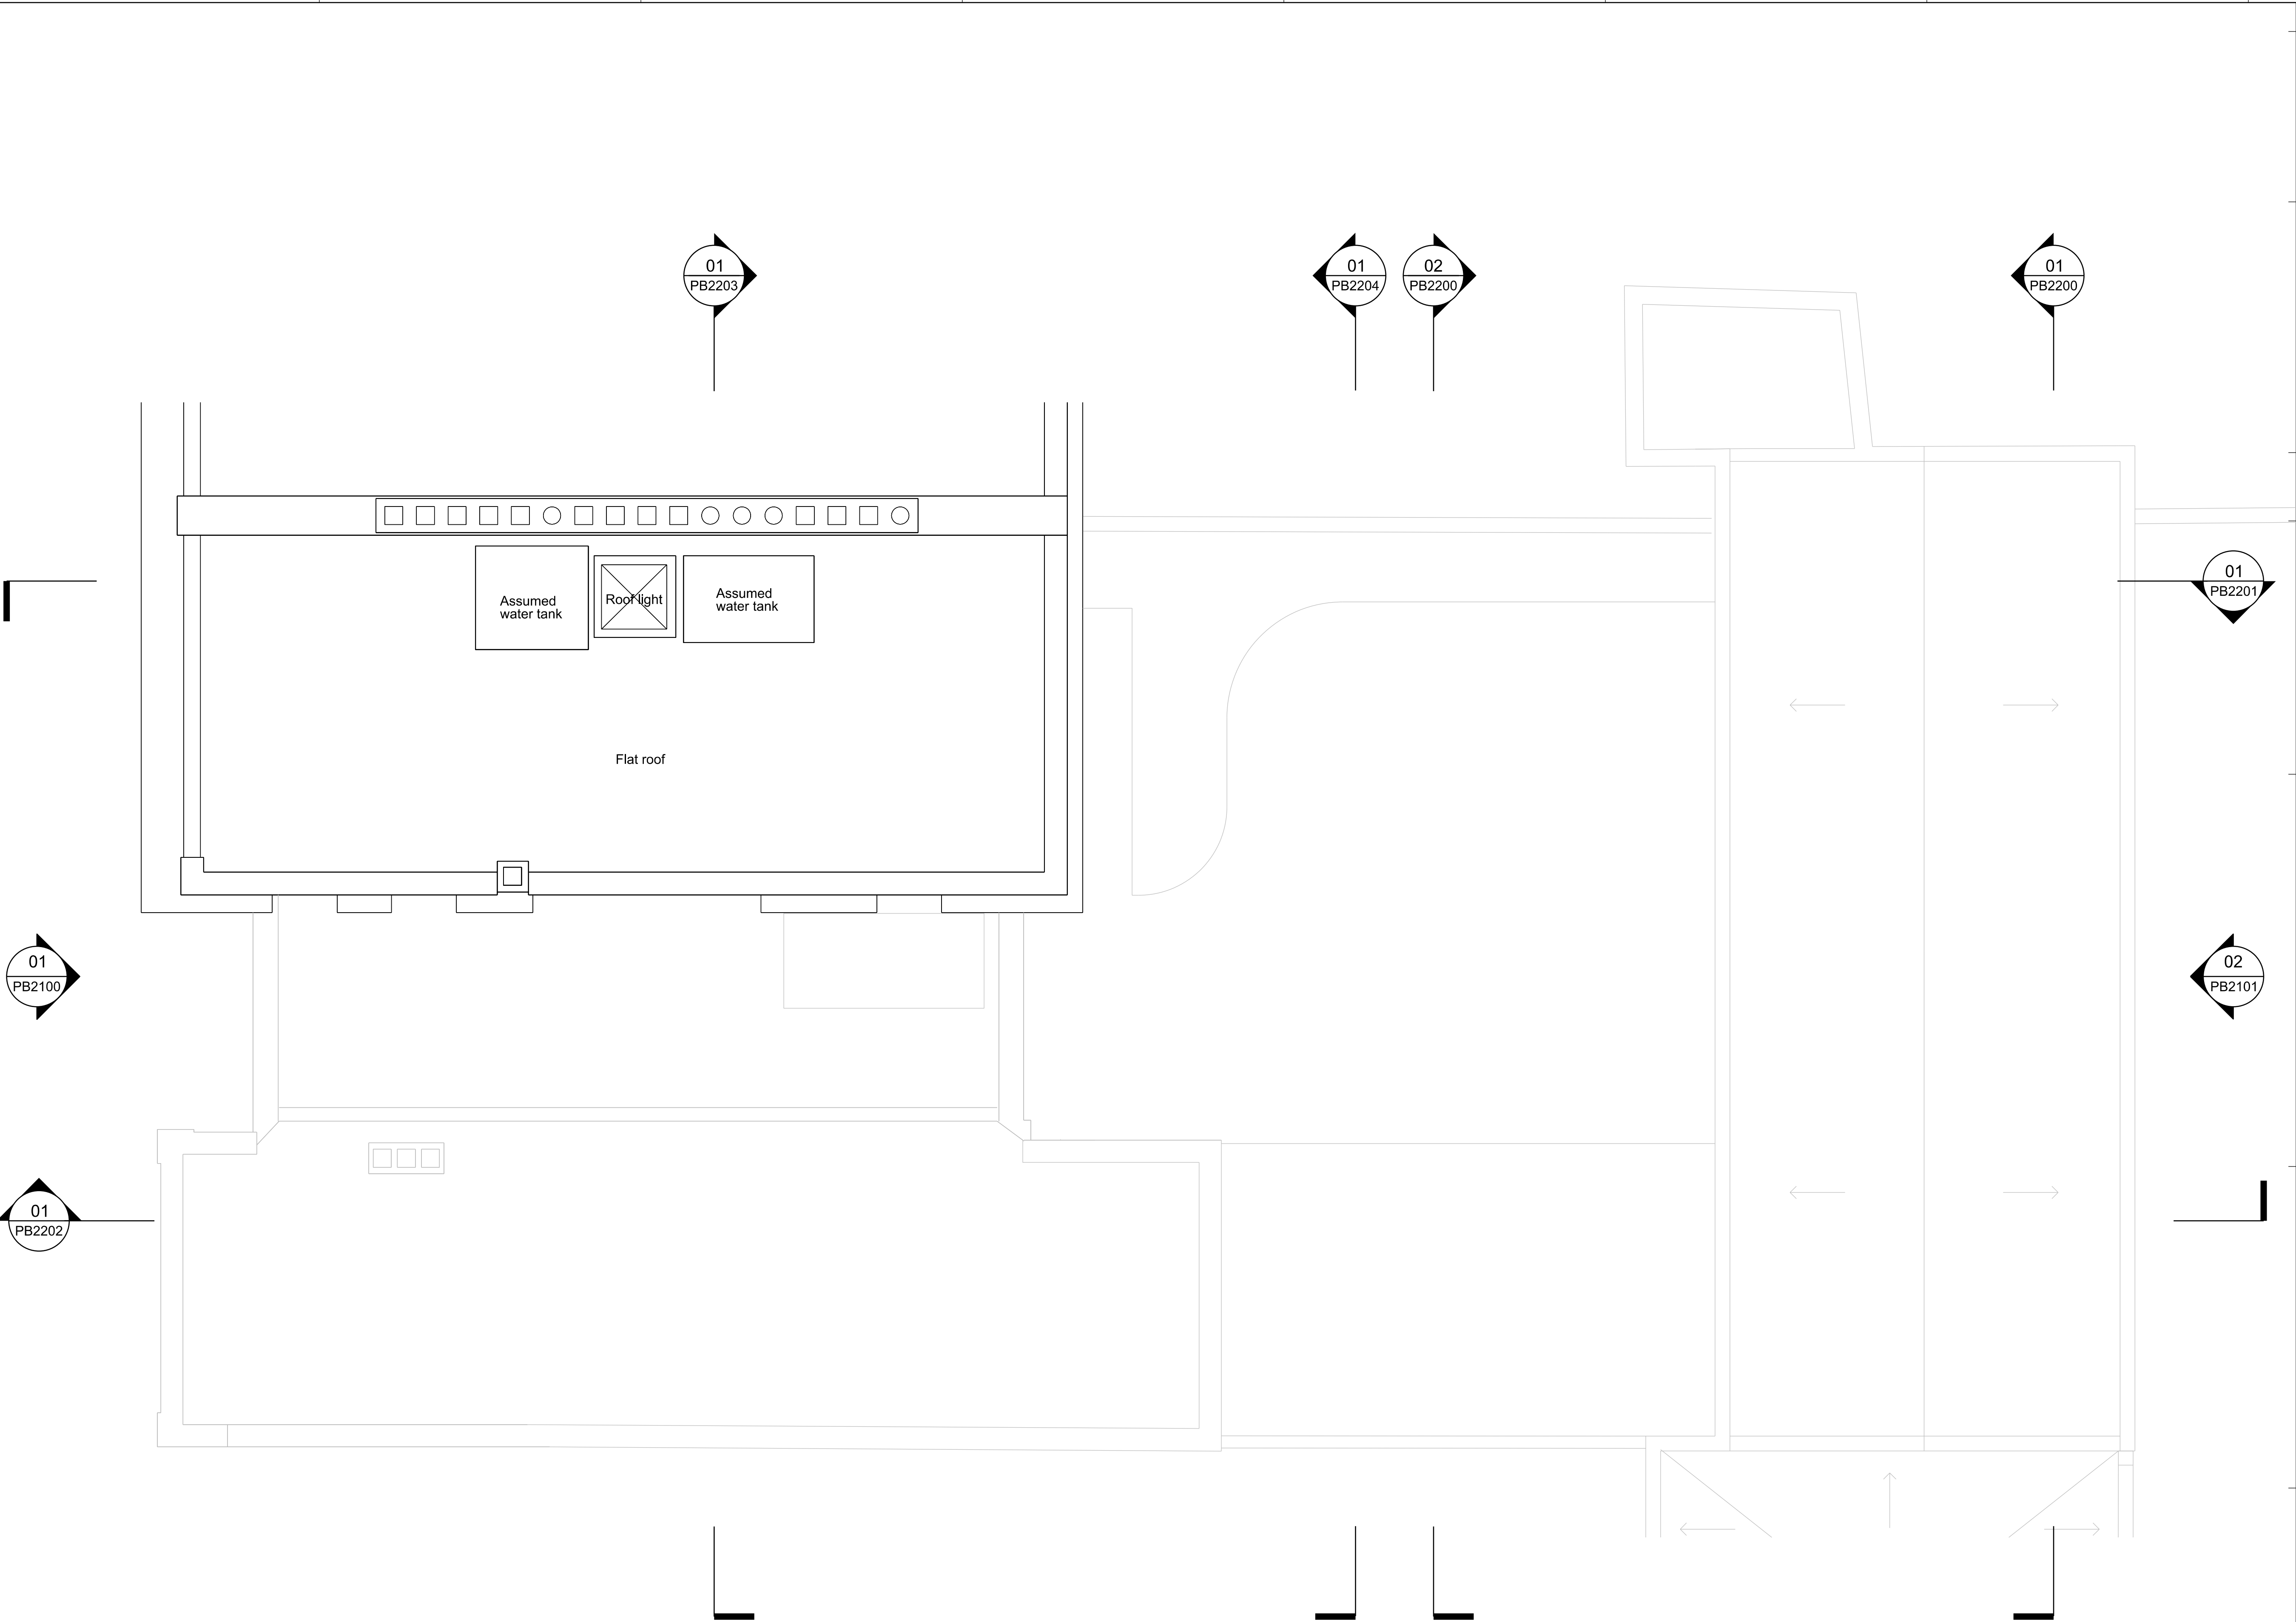 01
PB2203
01
PB2204
02
PB2200
01
PB2200
Assumed
water tank
Roof light
Assumed
water tank
01
PB2201
Flat roof
01
PB2100
02
PB2101
01
PB2202